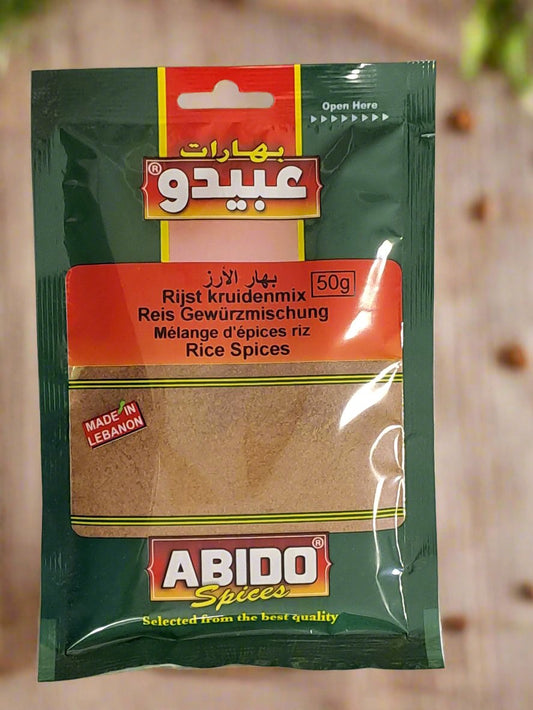 Open Here
بهارات
عبيدو®
بهار الأرز
50g
Rijst kruidenmix
Reis Gewürzmischung
Mélange d'épices riz
Rice Spices
MADE IN
LEBANON
ABIDO®
Spices
Selected from the best quality